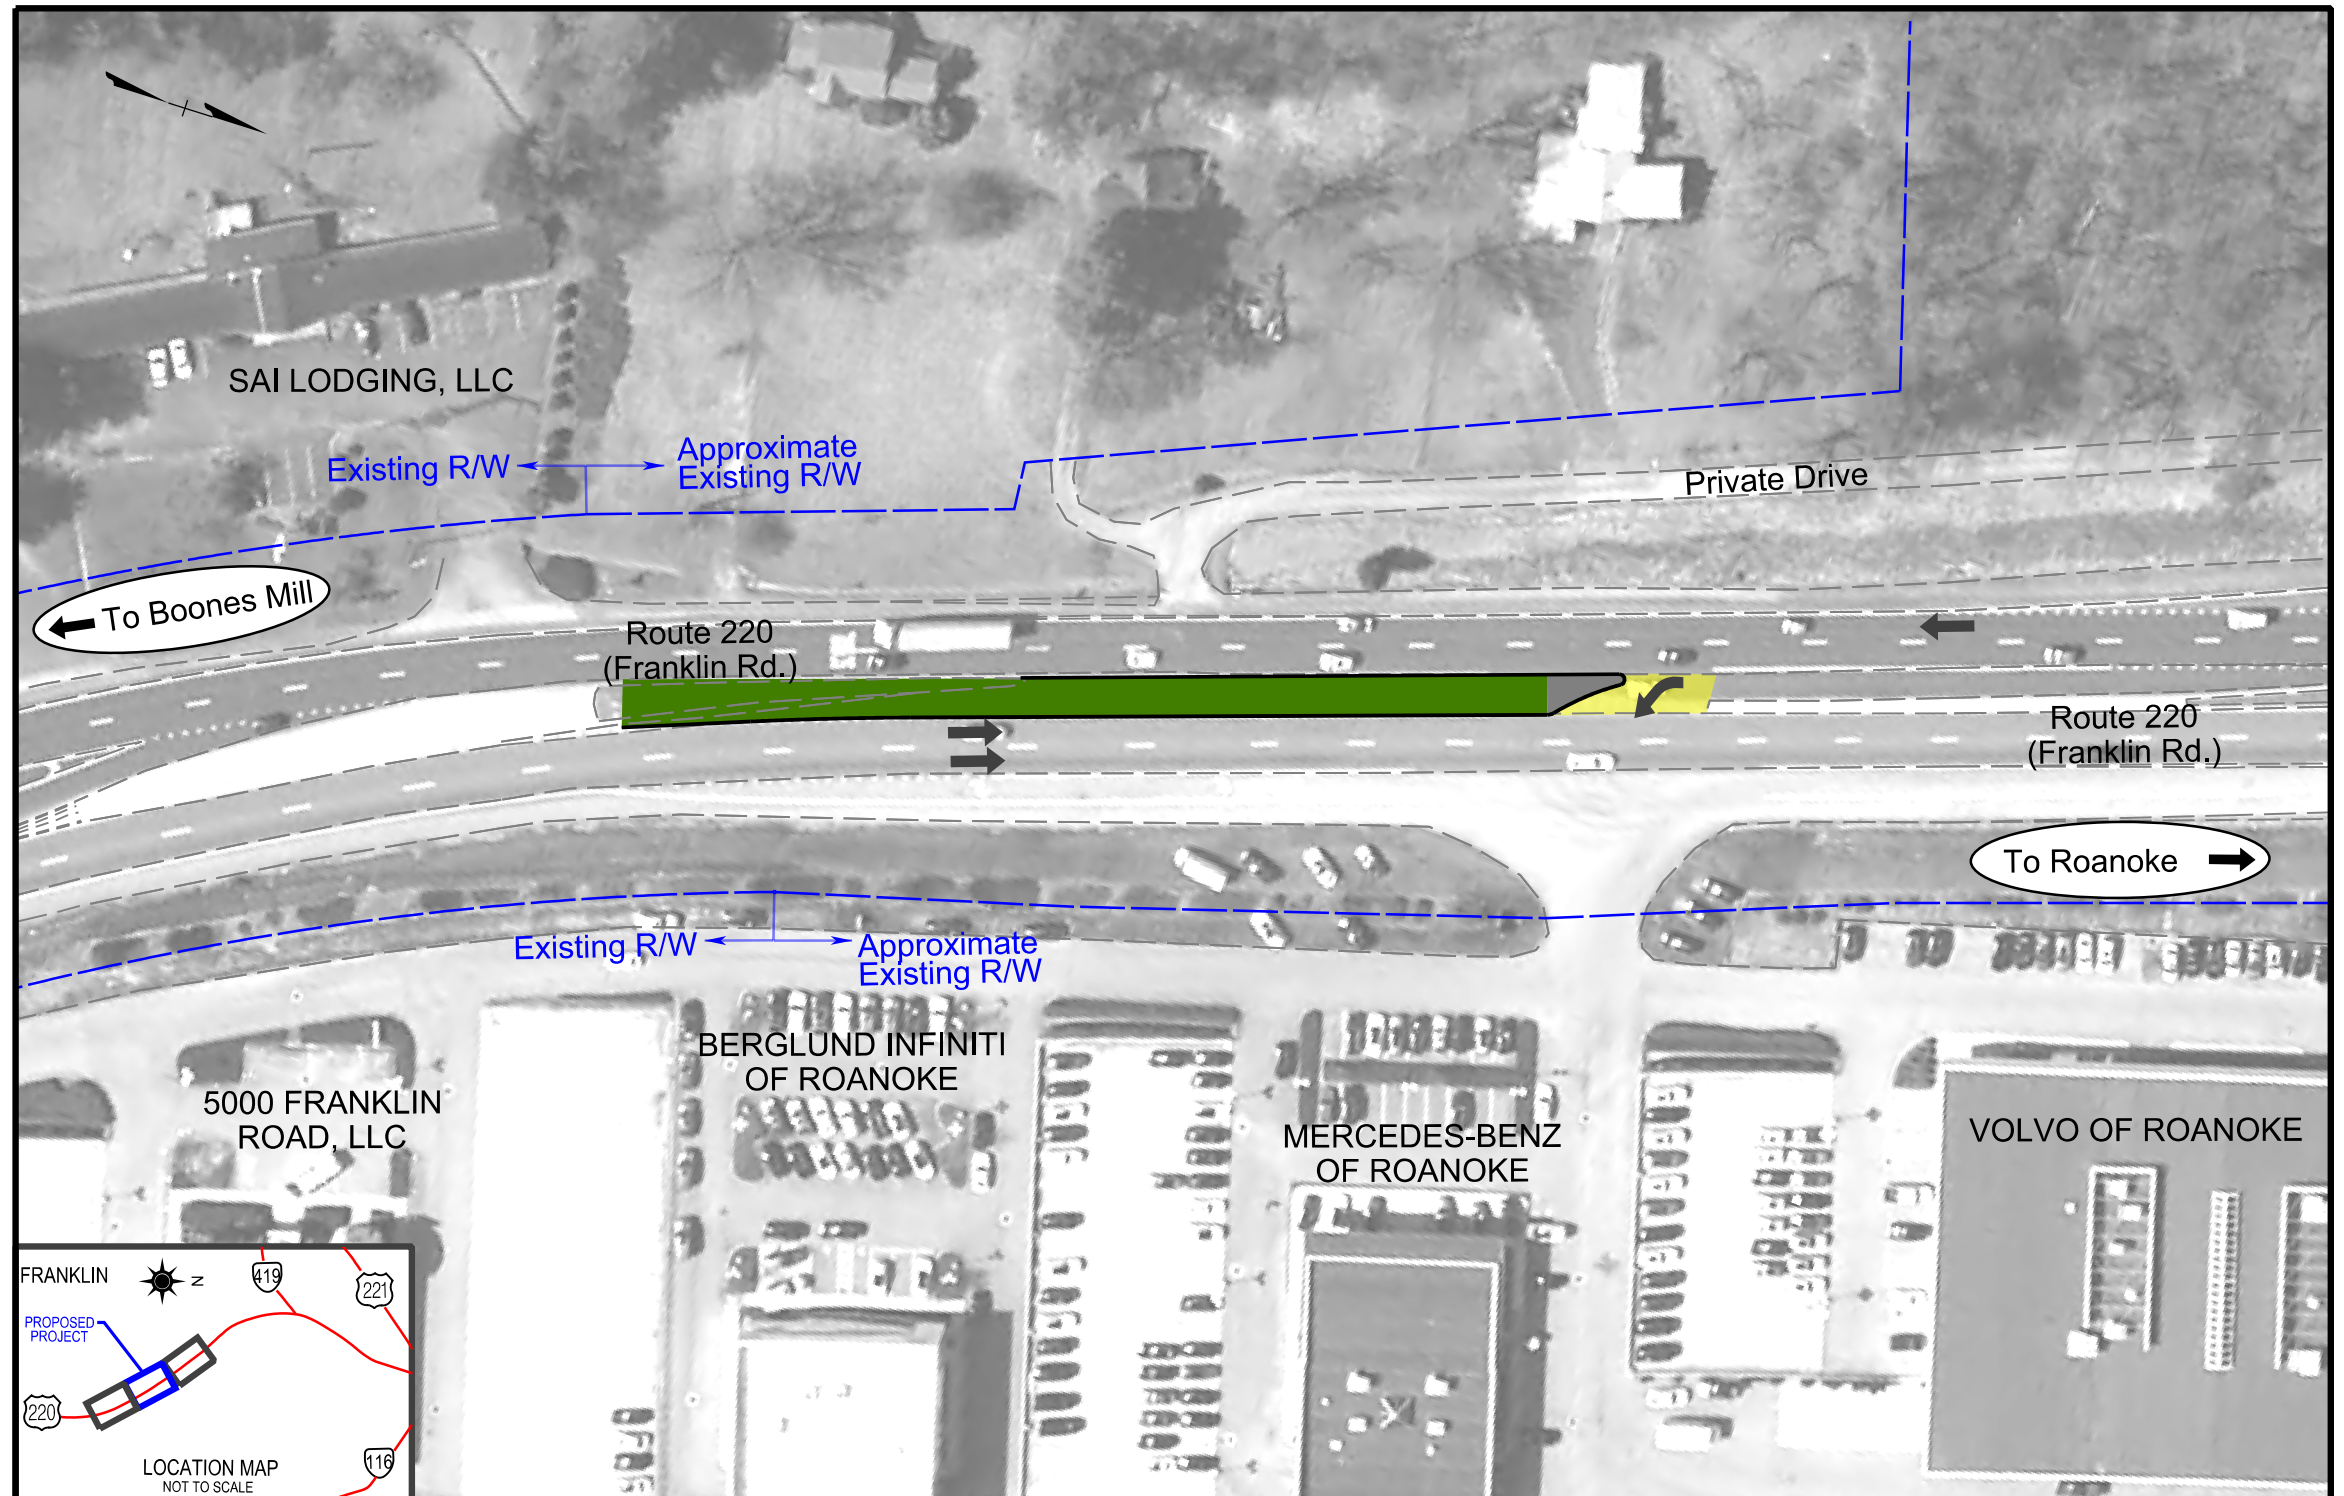 SAI LODGING, LLC
Existing R/W
Approximate
Existing R/W
Private Drive
To Boones Mill
Route 220
(Franklin Rd.)
Route 220
(Franklin Rd.)
To Roanoke
Existing R/W
Approximate
Existing R/W
BERGLUND INFINITI
OF ROANOKE
5000 FRANKLIN
ROAD, LLC
MERCEDES-BENZ
OF ROANOKE
VOLVO OF ROANOKE
FRANKLIN
N
419
221
PROPOSED
PROJECT
220
116
LOCATION MAP
NOT TO SCALE